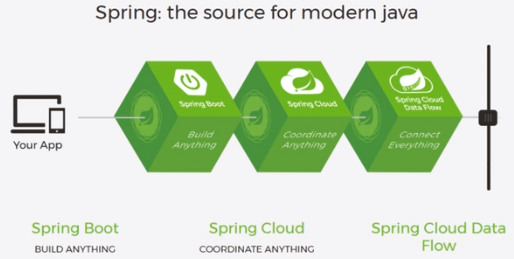 Spring: the source for modern java
Your App
Spring Boot
Build
Anything
Spring Cloud
Coordinate
Anything
Spring Cloud
Data Flow
Connect
Everything
Spring Boot
BUILD ANYTHING
Spring Cloud
COORDINATE ANYTHING
Spring Cloud Data
Flow